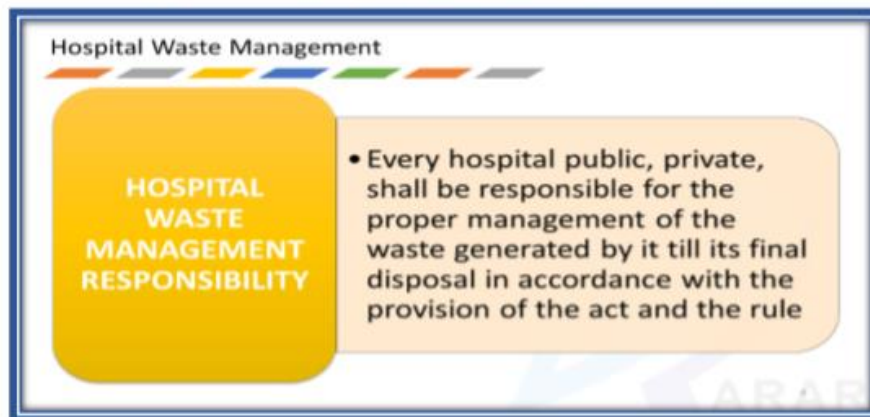 Hospital Waste Management
HOSPITAL
WASTE
MANAGEMENT
RESPONSIBILITY
• Every hospital public, private,
shall be responsible for the
proper management of the
waste generated by it till its final
disposal in accordance with the
provision of the act and the rule
ARAR